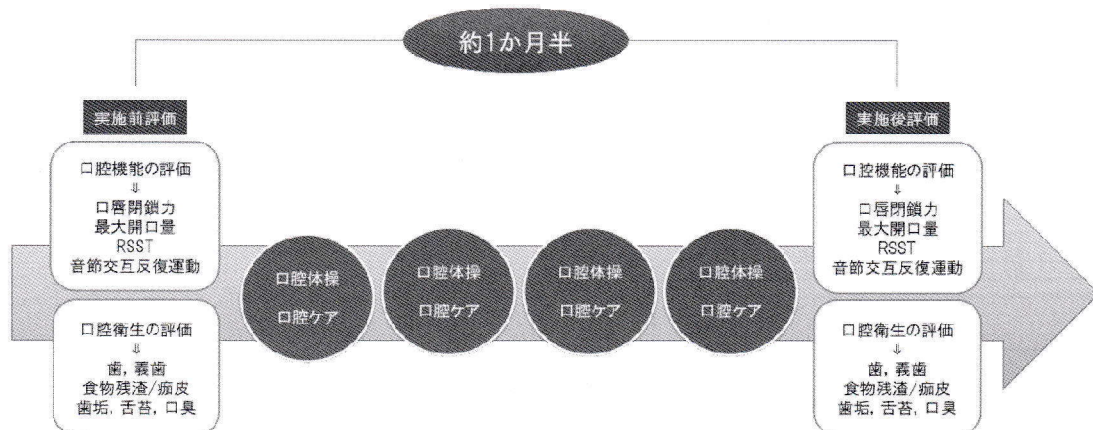 約1か月半
実施前評価
口腔機能の評価
⇓
口唇閉鎖力
最大開口量
RSST
音節交互反復運動
口腔衛生の評価
⇓
歯, 義歯
食物残渣/痂皮
歯垢, 舌苔, 口臭
口腔体操
口腔ケア
口腔体操
口腔ケア
口腔体操
口腔ケア
口腔体操
口腔ケア
実施後評価
口腔機能の評価
⇓
口唇閉鎖力
最大開口量
RSST
音節交互反復運動
口腔衛生の評価
⇓
歯, 義歯
食物残渣/痂皮
歯垢, 舌苔, 口臭